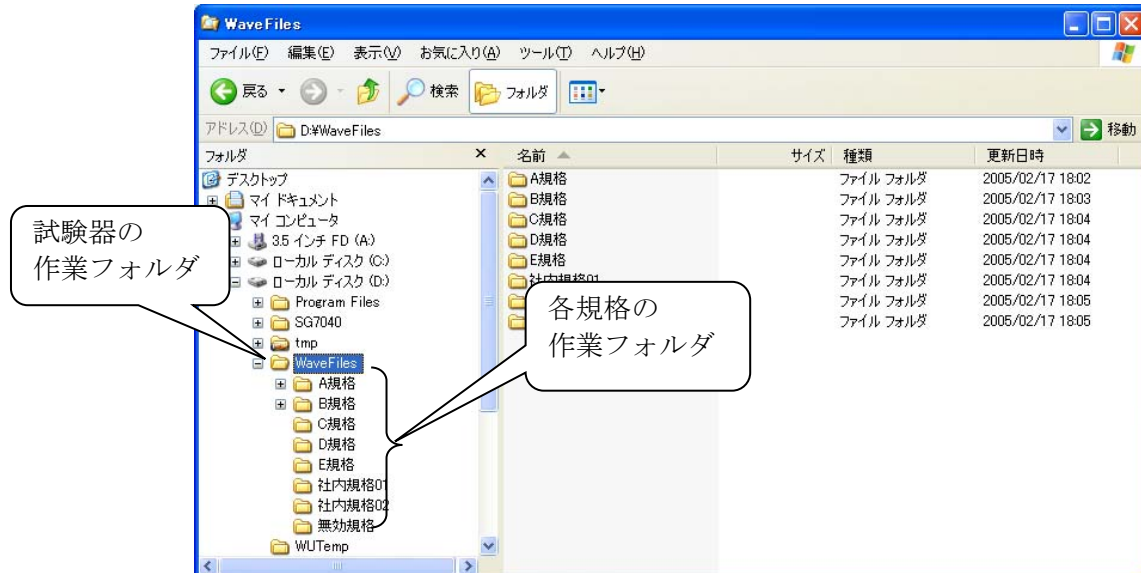 WaveFiles
ファイル(F) 編集(E) 表示(V) お気に入り(A) ツール(T) ヘルプ(H)
戻る 検索 フォルダ
アドレス(D) D:¥WaveFiles 移動
フォルダ × 名前 サイズ 種類 更新日時
デスクトップ
マイ ドキュメント
マイ コンピュータ
3.5 インチ FD (A:)
ローカル ディスク (C:)
ローカル ディスク (D:)
Program Files
SG7040
tmp
WaveFiles
A規格
B規格
C規格
D規格
E規格
社内規格01
社内規格02
無効規格
WUTemp
A規格 ファイル フォルダ 2005/02/17 18:02
B規格 ファイル フォルダ 2005/02/17 18:03
C規格 ファイル フォルダ 2005/02/17 18:04
D規格 ファイル フォルダ 2005/02/17 18:04
E規格 ファイル フォルダ 2005/02/17 18:04
社内規格01 ファイル フォルダ 2005/02/17 18:04
ファイル フォルダ 2005/02/17 18:05
ファイル フォルダ 2005/02/17 18:05
試験器の
作業フォルダ
各規格の
作業フォルダ